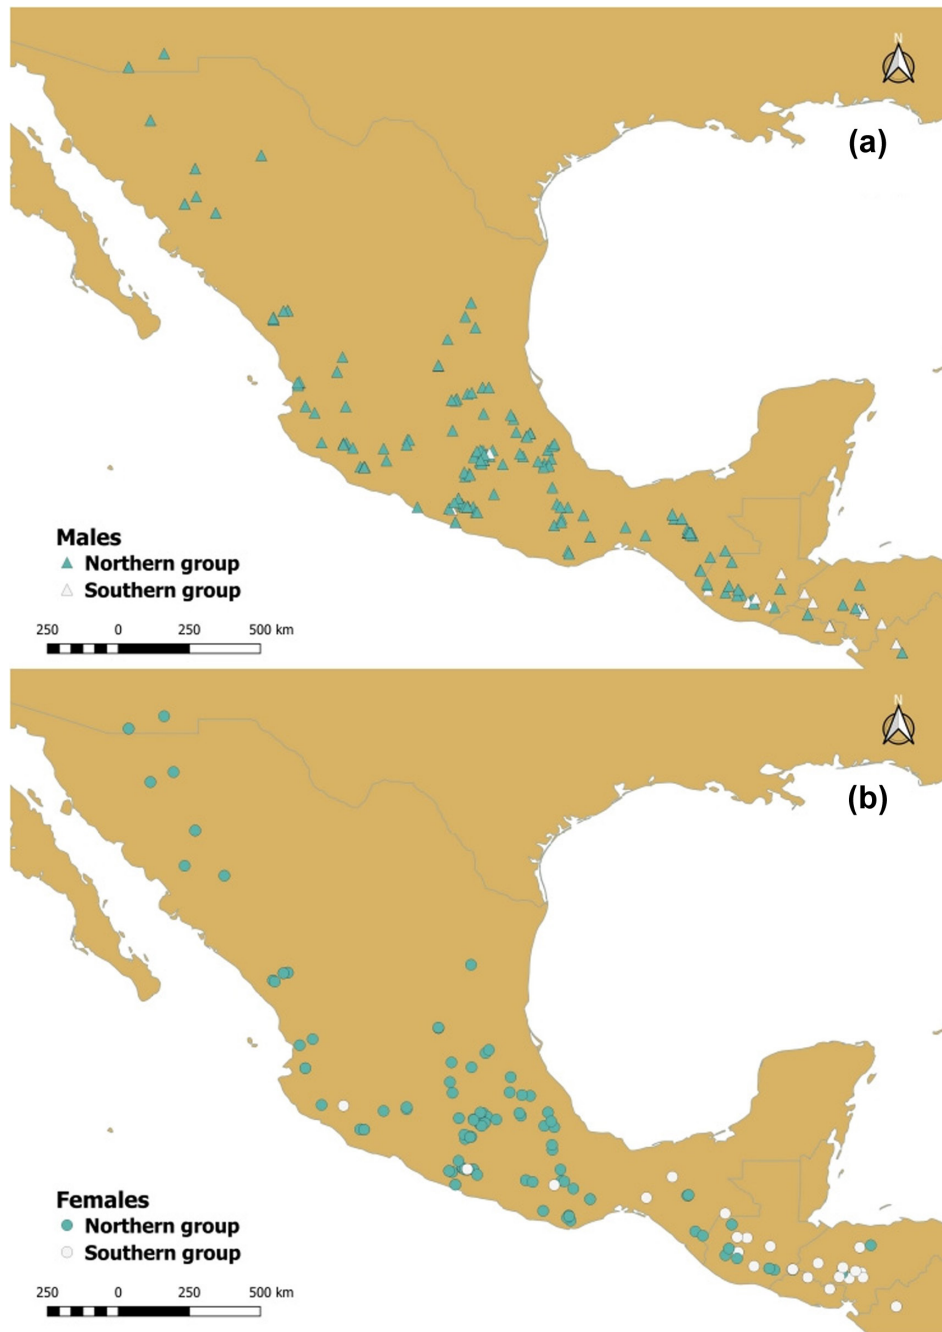 N
(a)
Males
Northern group
Southern group
250 0 250 500 km
N
(b)
Females
Northern group
Southern group
250 0 250 500 km